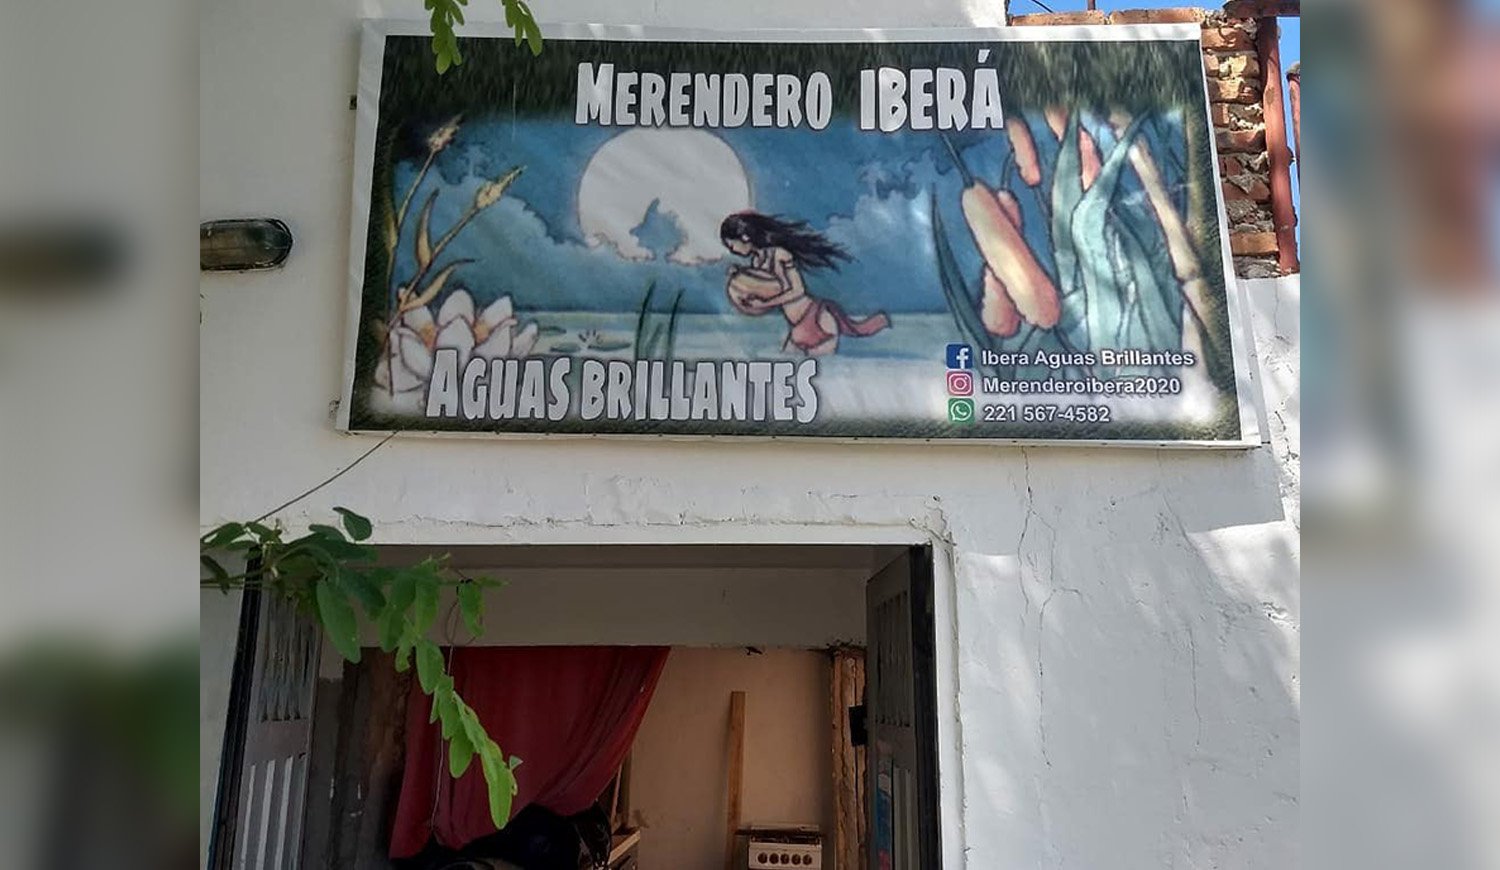 MERENDERO IBERÁ
AGUAS BRILLANTES
Ibera Aguas Brillantes
Merenderoibera2020
221 567-4582